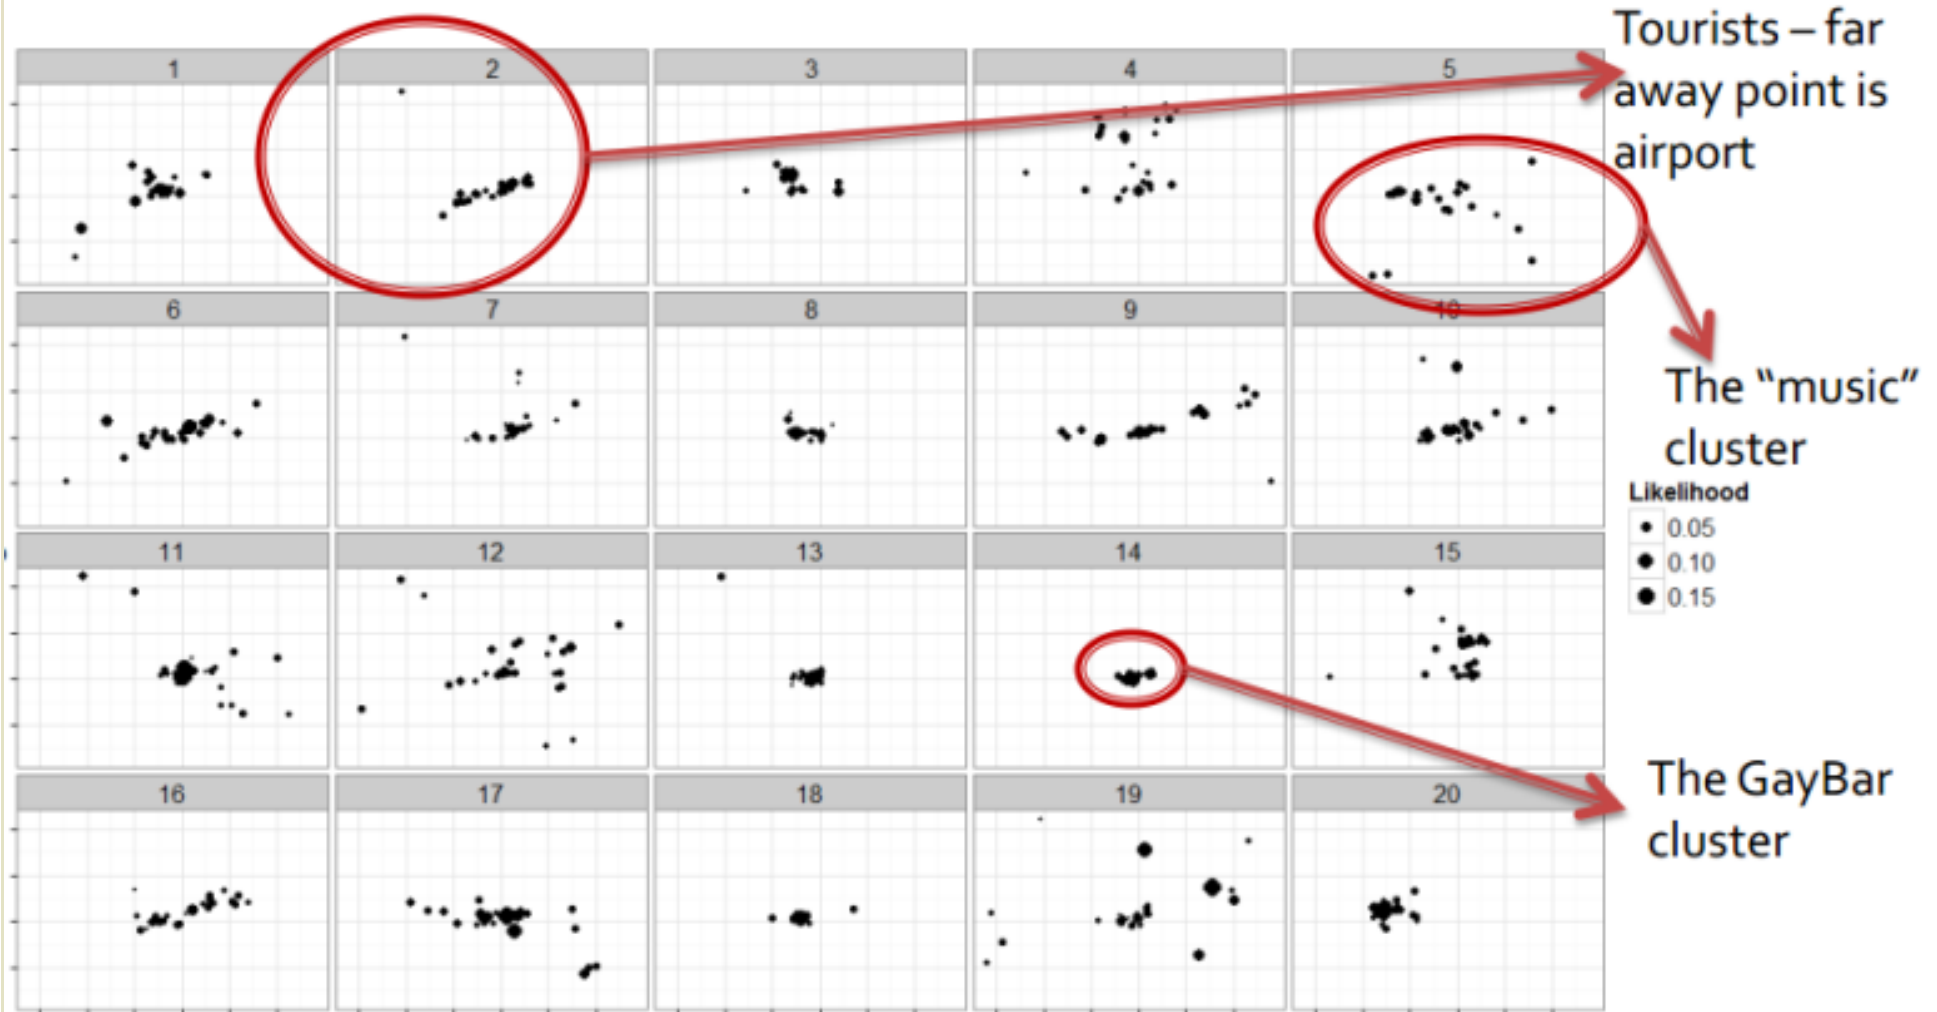 Tourists – far
away point is
airport
1 2 3 4 5
The "music"
cluster
6 7 8 9 10
Likelihood
0.05
0.10
0.15
11 12 13 14 15
The GayBar
cluster
16 17 18 19 20